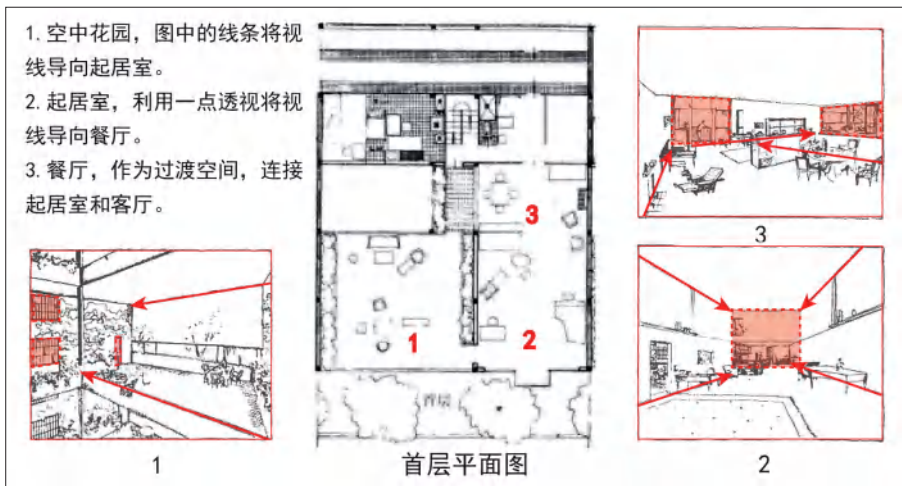 1. 空中花园，图中的线条将视
线导向起居室。
2. 起居室，利用一点透视将视
线导向餐厅。
3. 餐厅，作为过渡空间，连接
起居室和客厅。
3
3
1
2
1
首层平面图
2